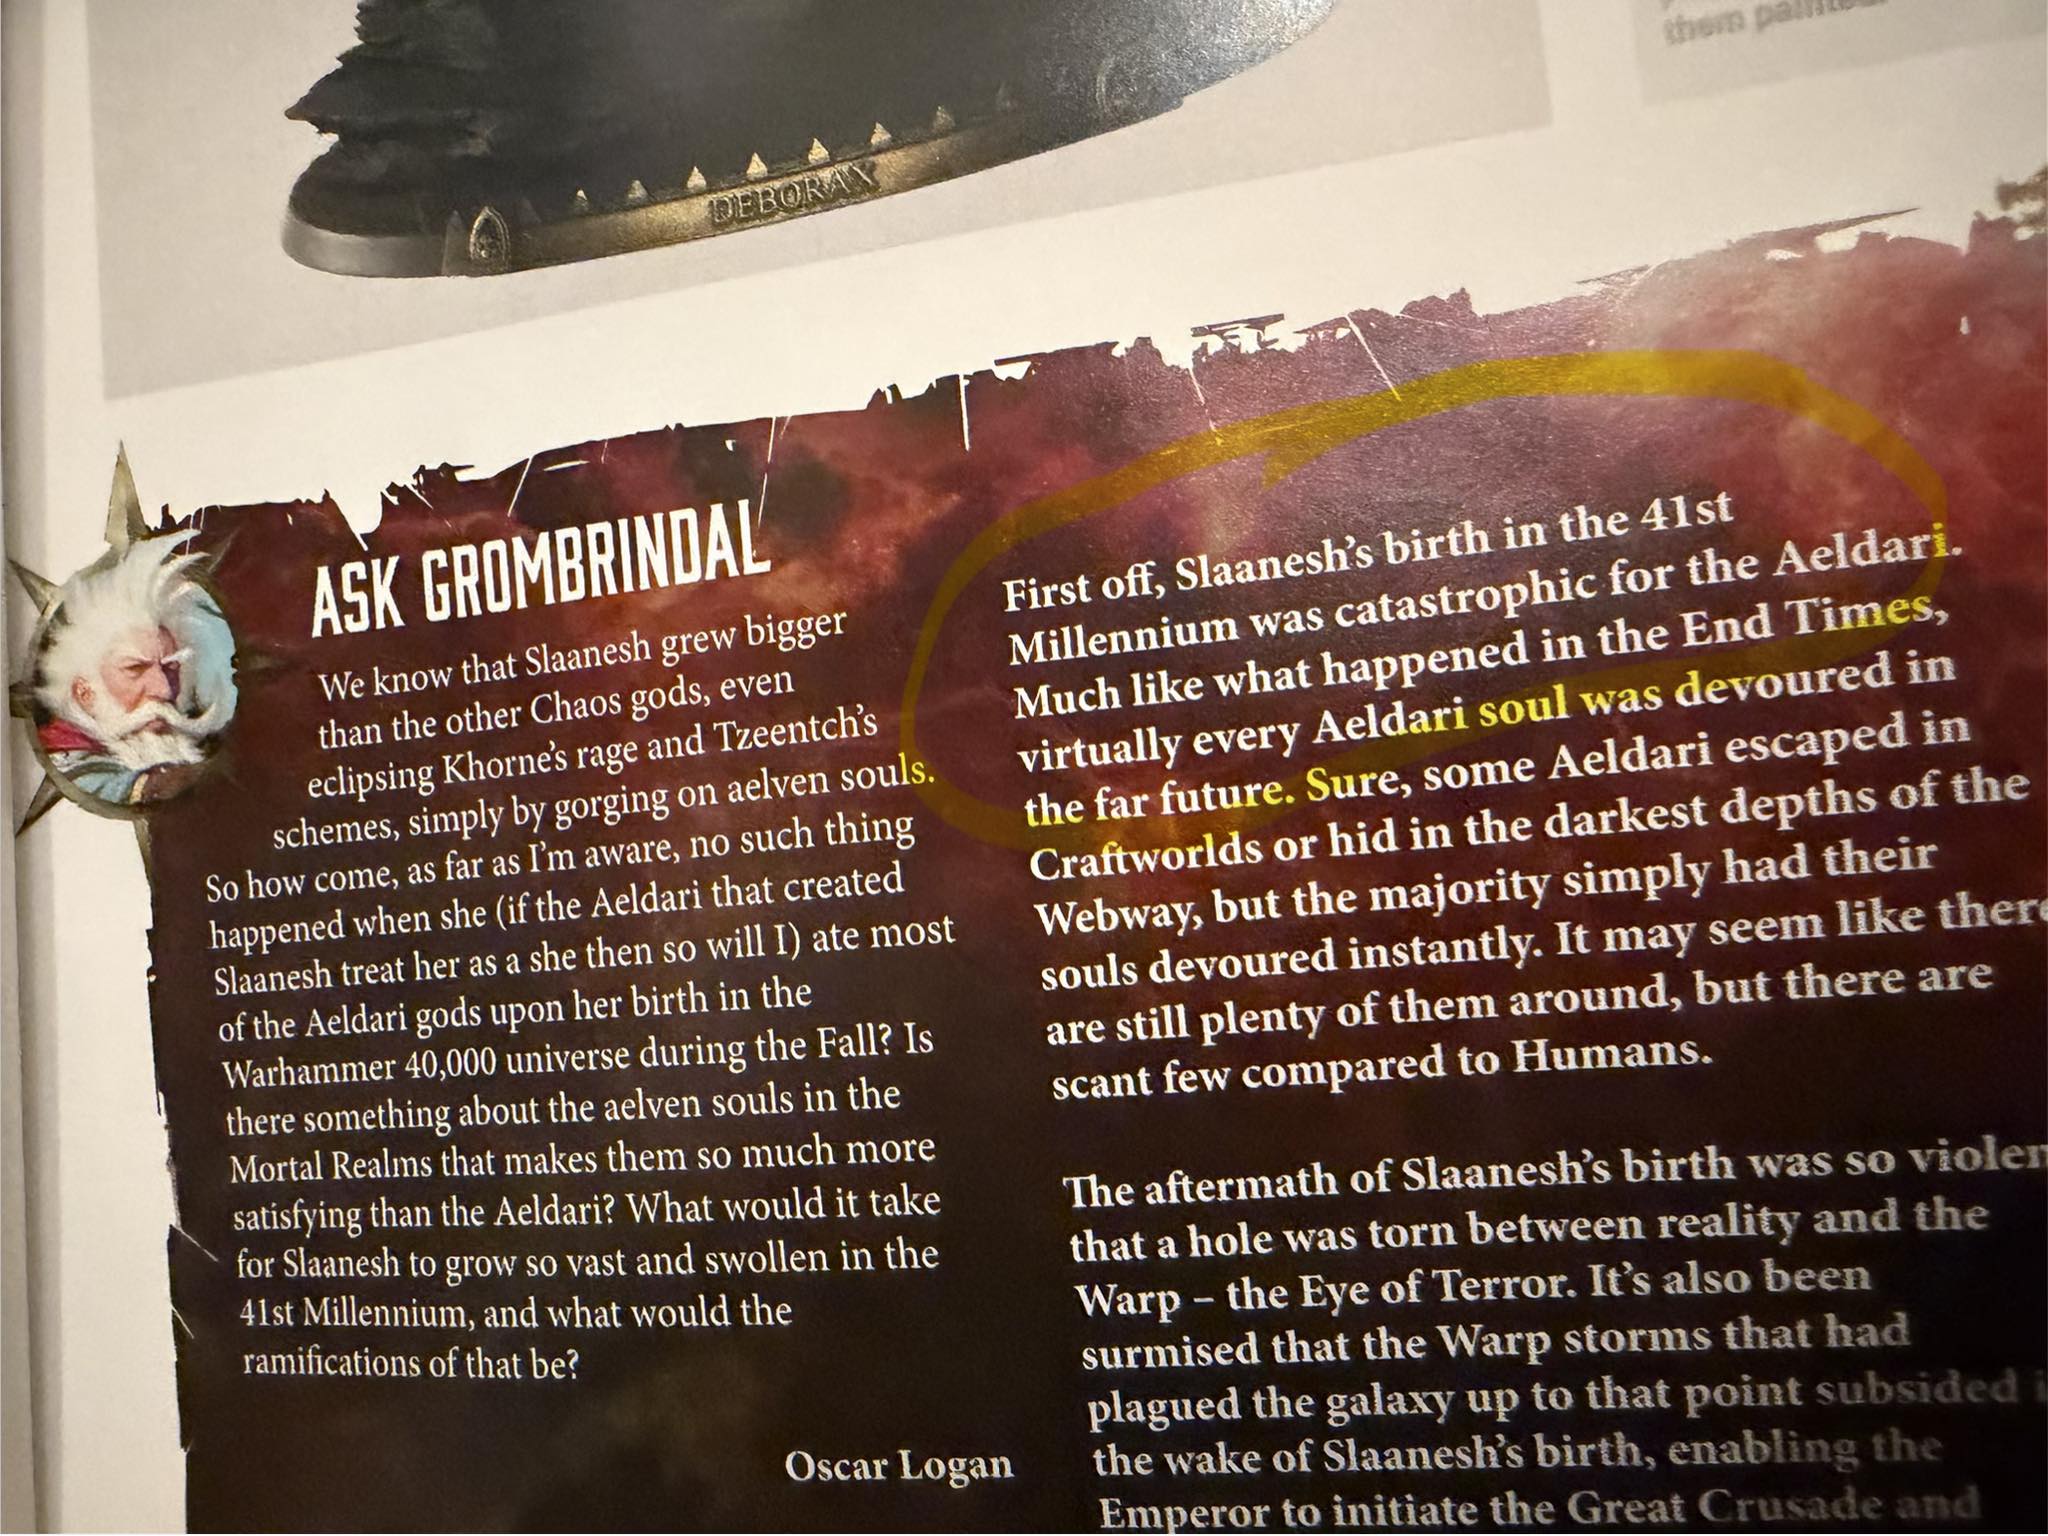 them painted.
DEBORAX
ASK GROMBRINDAL
We know that Slaanesh grew bigger
than the other Chaos gods, even
eclipsing Khorne's rage and Tzeentch's
schemes, simply by gorging on aelven souls.
So how come, as far as I'm aware, no such thing
happened when she (if the Aeldari that created
Slaanesh treat her as a she then so will I) ate most
of the Aeldari gods upon her birth in the
Warhammer 40,000 universe during the Fall? Is
there something about the aelven souls in the
Mortal Realms that makes them so much more
satisfying than the Aeldari? What would it take
for Slaanesh to grow so vast and swollen in the
41st Millennium, and what would the
ramifications of that be?
Oscar Logan
First off, Slaanesh's birth in the 41st
Millennium was catastrophic for the Aeldari.
Much like what happened in the End Times,
virtually every Aeldari soul was devoured in
the far future. Sure, some Aeldari escaped in
Craftworlds or hid in the darkest depths of the
Webway, but the majority simply had their
souls devoured instantly. It may seem like there
are still plenty of them around, but there are
scant few compared to Humans.
The aftermath of Slaanesh's birth was so violen
that a hole was torn between reality and the
Warp – the Eye of Terror. It's also been
surmised that the Warp storms that had
plagued the galaxy up to that point subsided
the wake of Slaanesh's birth, enabling the
Emperor to initiate the Great Crusade and